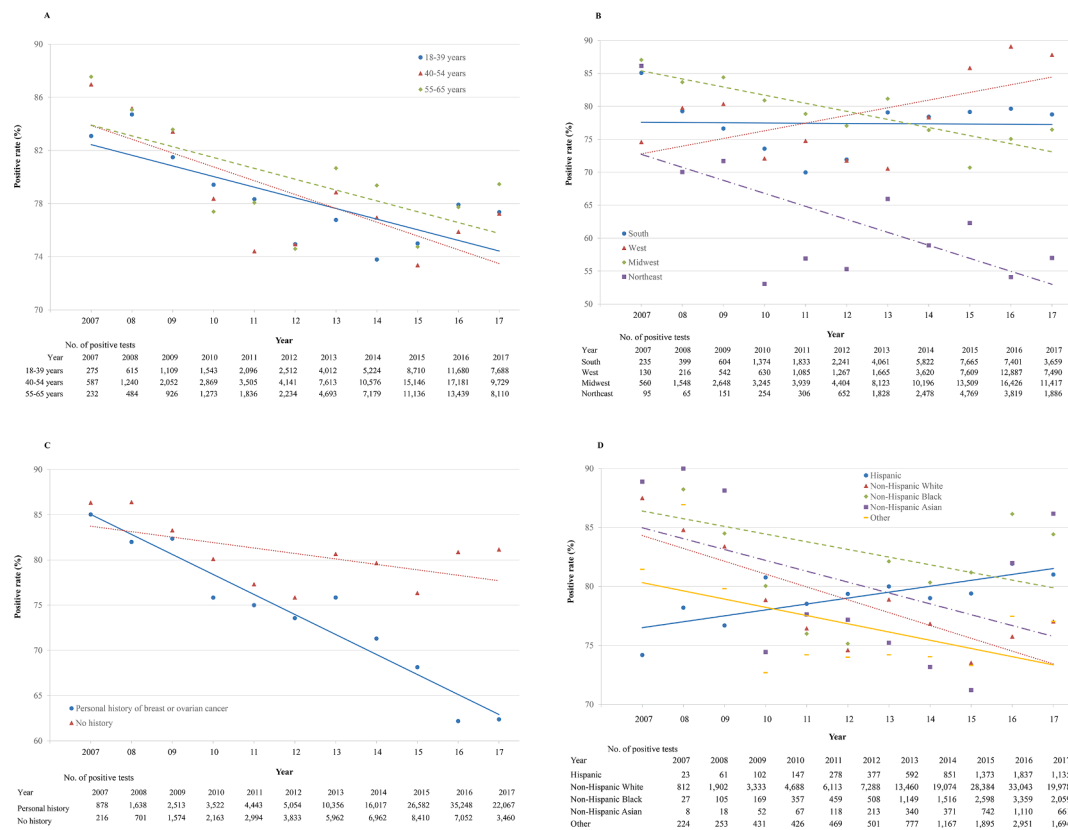 A
90
86
82
78
74
70
Positive rate (%)
18-39 years
40-54 years
55-65 years
2007 08 09 10 11 12 13 14 15 16 17
Year
No. of positive tests
Year 2007 2008 2009 2010 2011 2012 2013 2014 2015 2016 2017
18-39 years 275 615 1,109 1,543 2,096 2,512 4,012 5,224 8,710 11,680 7,688
40-54 years 587 1,240 2,052 2,869 3,505 4,141 7,613 10,576 15,146 17,181 9,729
55-65 years 232 484 926 1,273 1,836 2,234 4,693 7,179 11,136 13,439 8,110
B
90
85
80
75
70
65
60
55
50
Positive rate (%)
South
West
Midwest
Northeast
2007 08 09 10 11 12 13 14 15 16 17
Year
No. of positive tests
Year 2007 2008 2009 2010 2011 2012 2013 2014 2015 2016 2017
South 235 399 604 1,374 1,833 2,241 4,061 5,822 7,665 7,401 3,659
West 130 216 542 630 1,085 1,267 1,665 3,620 7,609 12,887 7,490
Midwest 560 1,548 2,648 3,245 3,939 4,404 8,123 10,196 13,509 16,426 11,417
Northeast 95 65 151 254 306 652 1,828 2,478 4,769 3,819 1,886
C
90
85
80
75
70
65
60
Positive rate (%)
Personal history of breast or ovarian cancer
No history
2007 08 09 10 11 12 13 14 15 16 17
Year
No. of positive tests
Year 2007 2008 2009 2010 2011 2012 2013 2014 2015 2016 2017
Personal history 878 1,638 2,513 3,522 4,443 5,054 10,356 16,017 26,582 35,248 22,067
No history 216 701 1,574 2,163 2,994 3,833 5,962 6,962 8,410 7,052 3,460
D
90
85
80
75
70
Positive rate (%)
Hispanic
Non-Hispanic White
Non-Hispanic Black
Non-Hispanic Asian
Other
2007 08 09 10 11 12 13 14 15 16 17
Year
No. of positive tests
Year 2007 2008 2009 2010 2011 2012 2013 2014 2015 2016 2017
Hispanic 23 61 102 147 278 377 592 851 1,373 1,837 1,135
Non-Hispanic White 812 1,902 3,333 4,688 6,113 7,288 13,460 19,074 28,384 33,043 19,978
Non-Hispanic Black 27 105 169 357 459 508 1,149 1,516 2,598 3,359 2,059
Non-Hispanic Asian 8 18 52 67 118 213 340 371 742 1,110 66
Other 224 253 431 426 469 501 777 1,167 1,895 2,951 1,694